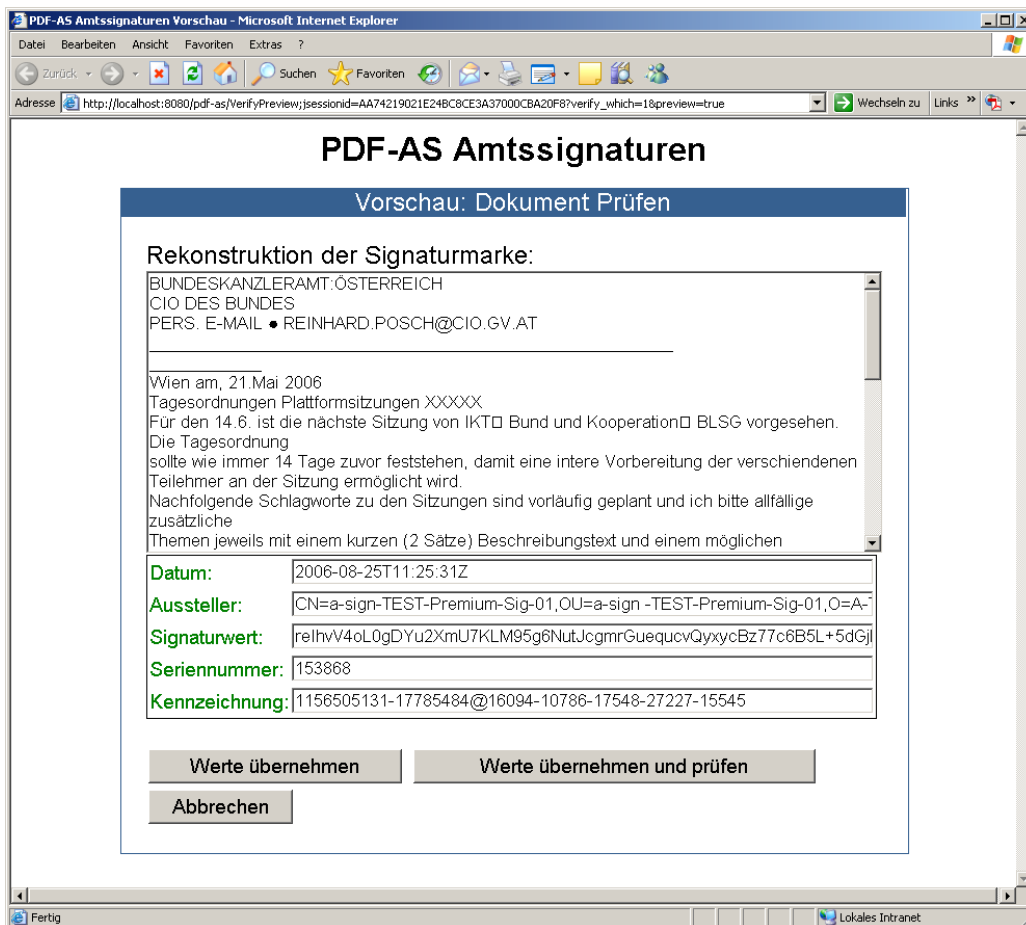 PDF-AS Amtssignaturen Vorschau - Microsoft Internet Explorer
Datei Bearbeiten Ansicht Favoriten Extras ?
Zurück Suchen Favoriten
Adresse http://localhost:8080/pdf-as/VerifyPreview;jsessionid=AA74219021E24BC8CE3A37000CBA20F8?verify_which=1&preview=true Wechseln zu Links »
PDF-AS Amtssignaturen
Vorschau: Dokument Prüfen
Rekonstruktion der Signaturmarke:
BUNDESKANZLERAMT:ÖSTERREICH
CIO DES BUNDES
PERS. E-MAIL ● REINHARD.POSCH@CIO.GV.AT
Wien am, 21.Mai 2006
Tagesordnungen Plattformsitzungen XXXXX
Für den 14.6. ist die nächste Sitzung von IKT□ Bund und Kooperation□ BLSG vorgesehen.
Die Tagesordnung
sollte wie immer 14 Tage zuvor feststehen, damit eine intere Vorbereitung der verschiendenen
Teilehmer an der Sitzung ermöglicht wird.
Nachfolgende Schlagworte zu den Sitzungen sind vorläufig geplant und ich bitte allfällige
zusätzliche
Themen jeweils mit einem kurzen (2 Sätze) Beschreibungstext und einem möglichen
Datum: 2006-08-25T11:25:31Z
Aussteller: CN=a-sign-TEST-Premium-Sig-01,OU=a-sign -TEST-Premium-Sig-01,O=A-
Signaturwert: reIhvV4oL0gDYu2XmU7KLM95g6NutJcgmrGuequcvQyxycBz77c6B5L+5dGj
Seriennummer: 153868
Kennzeichnung: 1156505131-17785484@16094-10786-17548-27227-15545
Werte übernehmen Werte übernehmen und prüfen
Abbrechen
Fertig Lokales Intranet